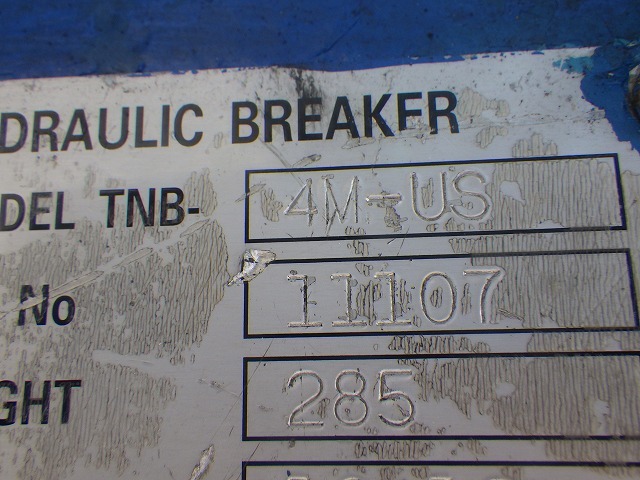 DRAULIC BREAKER
DEL TNB- 4M-US
No 11107
GHT 285